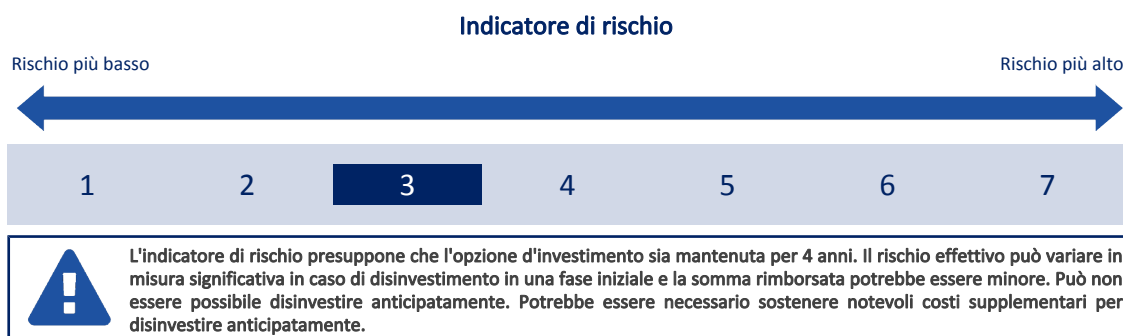 Indicatore di rischio
Rischio più basso
Rischio più alto
1 2 3 4 5 6 7
L'indicatore di rischio presuppone che l'opzione d'investimento sia mantenuta per 4 anni. Il rischio effettivo può variare in
misura significativa in caso di disinvestimento in una fase iniziale e la somma rimborsata potrebbe essere minore. Può non
essere possibile disinvestire anticipatamente. Potrebbe essere necessario sostenere notevoli costi supplementari per
disinvestire anticipatamente.